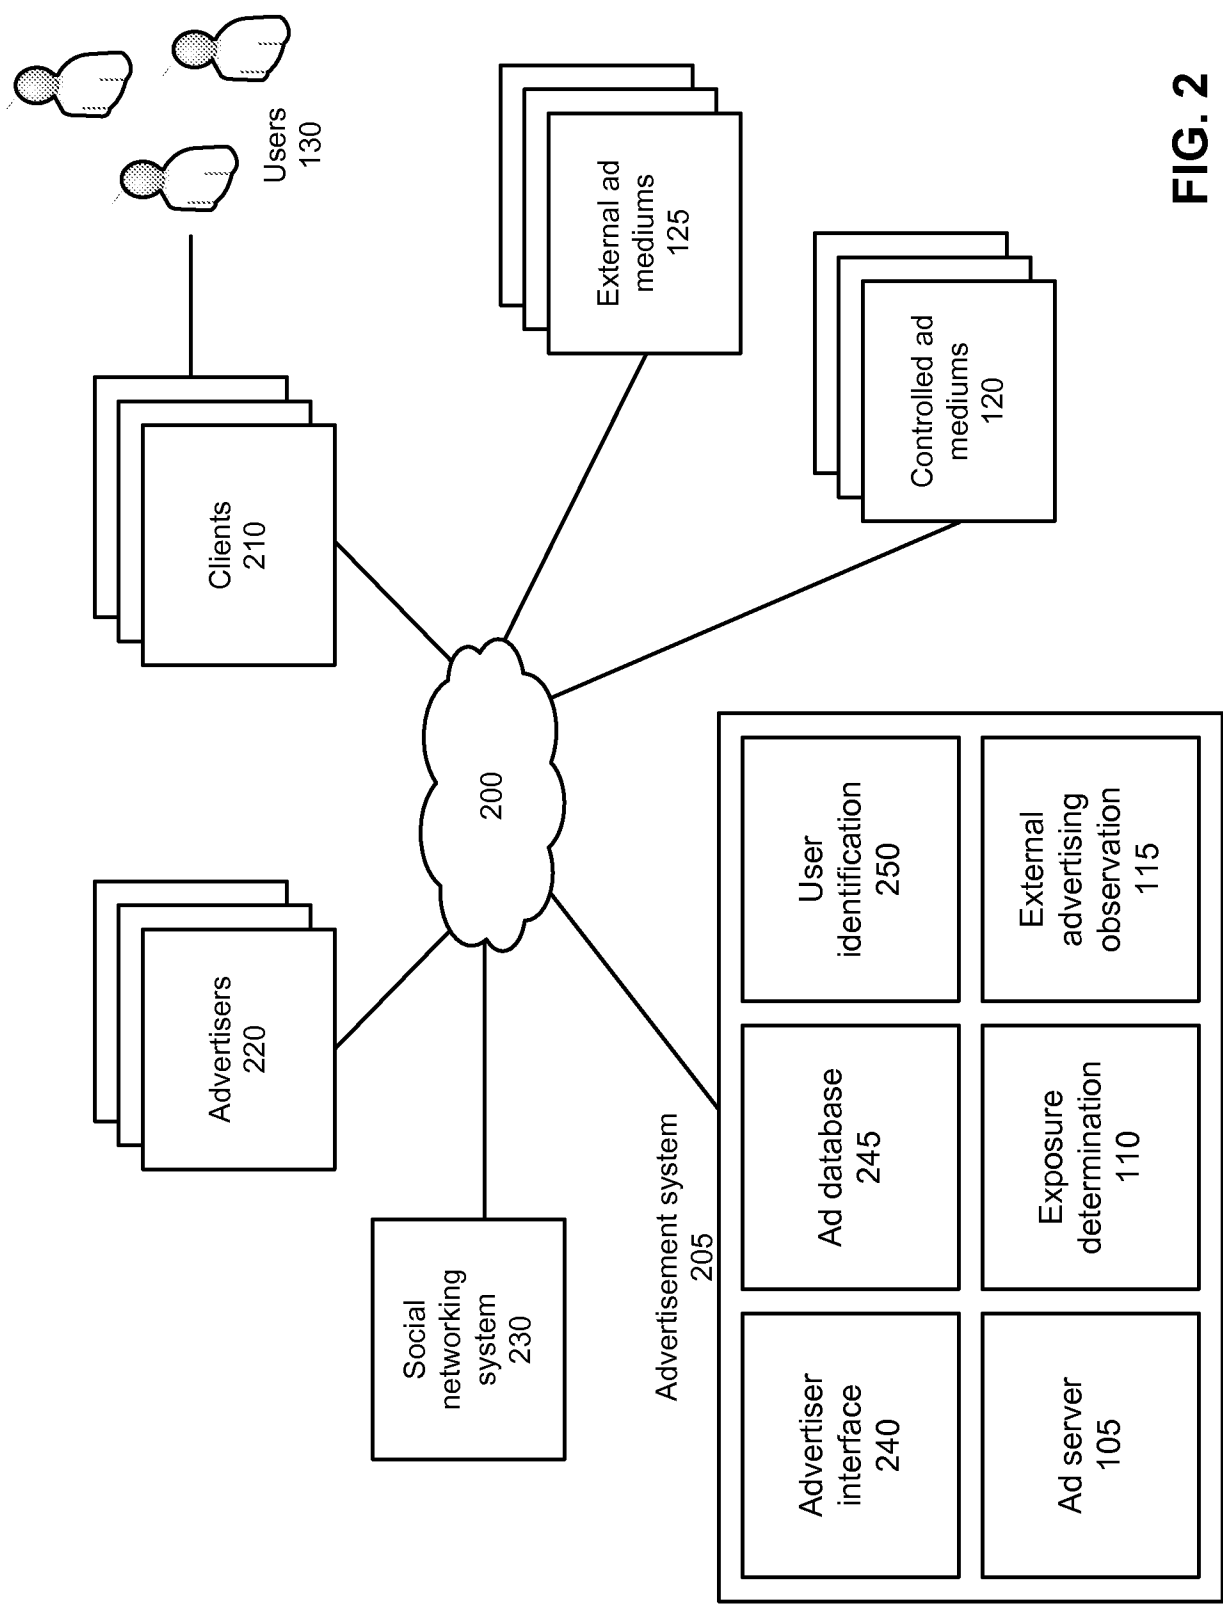 Users
130
Clients
210
Advertisers
220
External ad
mediums
125
Social
networking
system
230
200
Controlled ad
mediums
120
Advertisement system
205
Advertiser
interface
240
Ad database
245
User
identification
250
Ad server
105
Exposure
determination
110
External
advertising
observation
115
FIG. 2